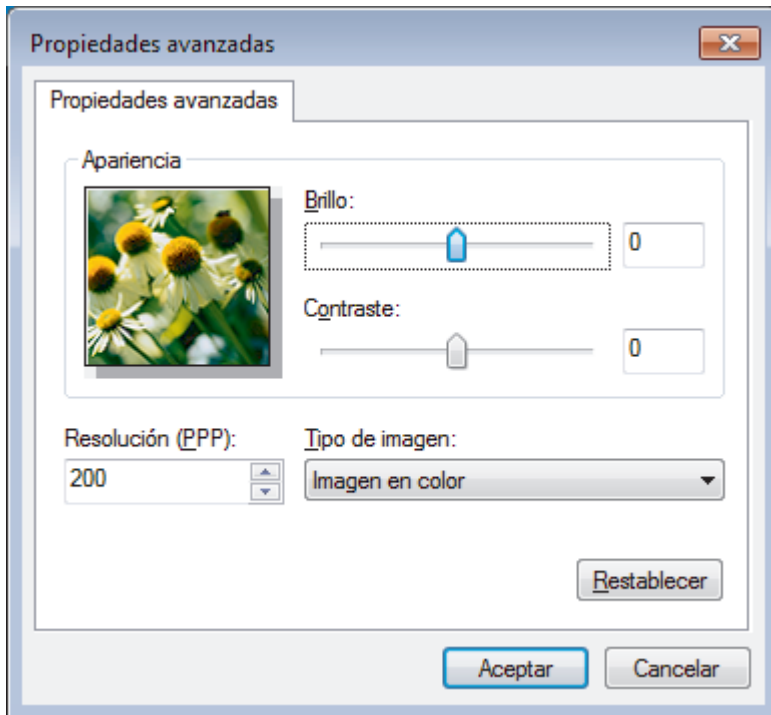 Propiedades avanzadas
Propiedades avanzadas
Apariencia
Brillo:
0
Contraste:
0
Resolución (PPP):
Tipo de imagen:
200
Imagen en color
Restablecer
Aceptar
Cancelar